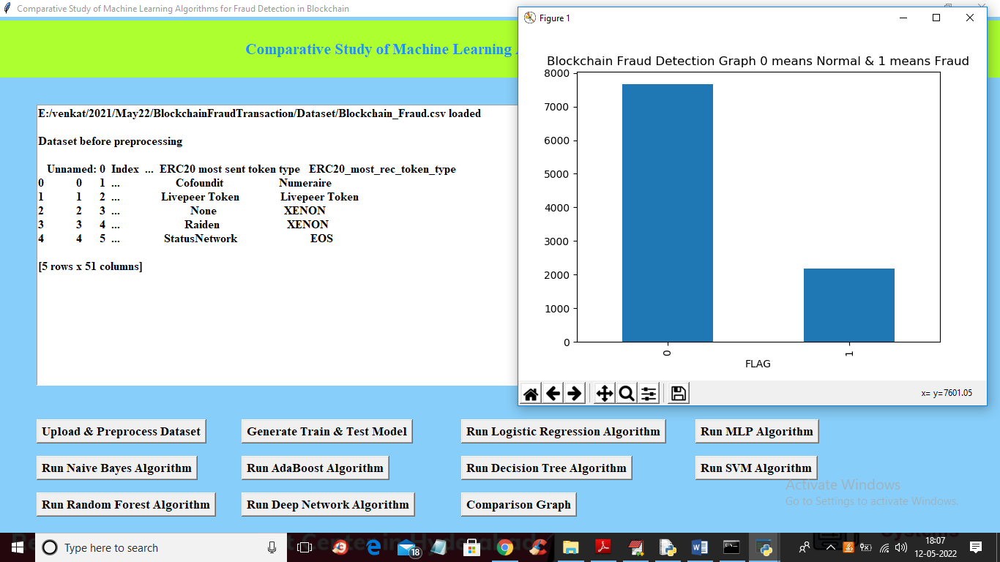 Comparative Study of Machine Learning Algorithms for Fraud Detection in Blockchain
Comparative Study of Machine Learning
E:/venkat/2021/May22/BlockchainFraudTransaction/Dataset/Blockchain_Fraud.csv loaded
Dataset before preprocessing
Unnamed: 0 Index ... ERC20 most sent token type ERC20_most_rec_token_type
0 0 1 ... Cofoundit Numeraire
1 1 2 ... Livepeer Token Livepeer Token
2 2 3 ... None XENON
3 3 4 ... Raiden XENON
4 4 5 ... StatusNetwork EOS
[5 rows x 51 columns]
Figure 1
Blockchain Fraud Detection Graph 0 means Normal & 1 means Fraud
8000
7000
6000
5000
4000
3000
2000
1000
0
0 1
FLAG
x= y=7601.05
Upload & Preprocess Dataset Generate Train & Test Model Run Logistic Regression Algorithm Run MLP Algorithm
Run Naive Bayes Algorithm Run AdaBoost Algorithm Run Decision Tree Algorithm Run SVM Algorithm
Run Random Forest Algorithm Run Deep Network Algorithm Comparison Graph
Activate Windows
Go to Settings to activate Windows.
Type here to search
18
18:07
12-05-2022